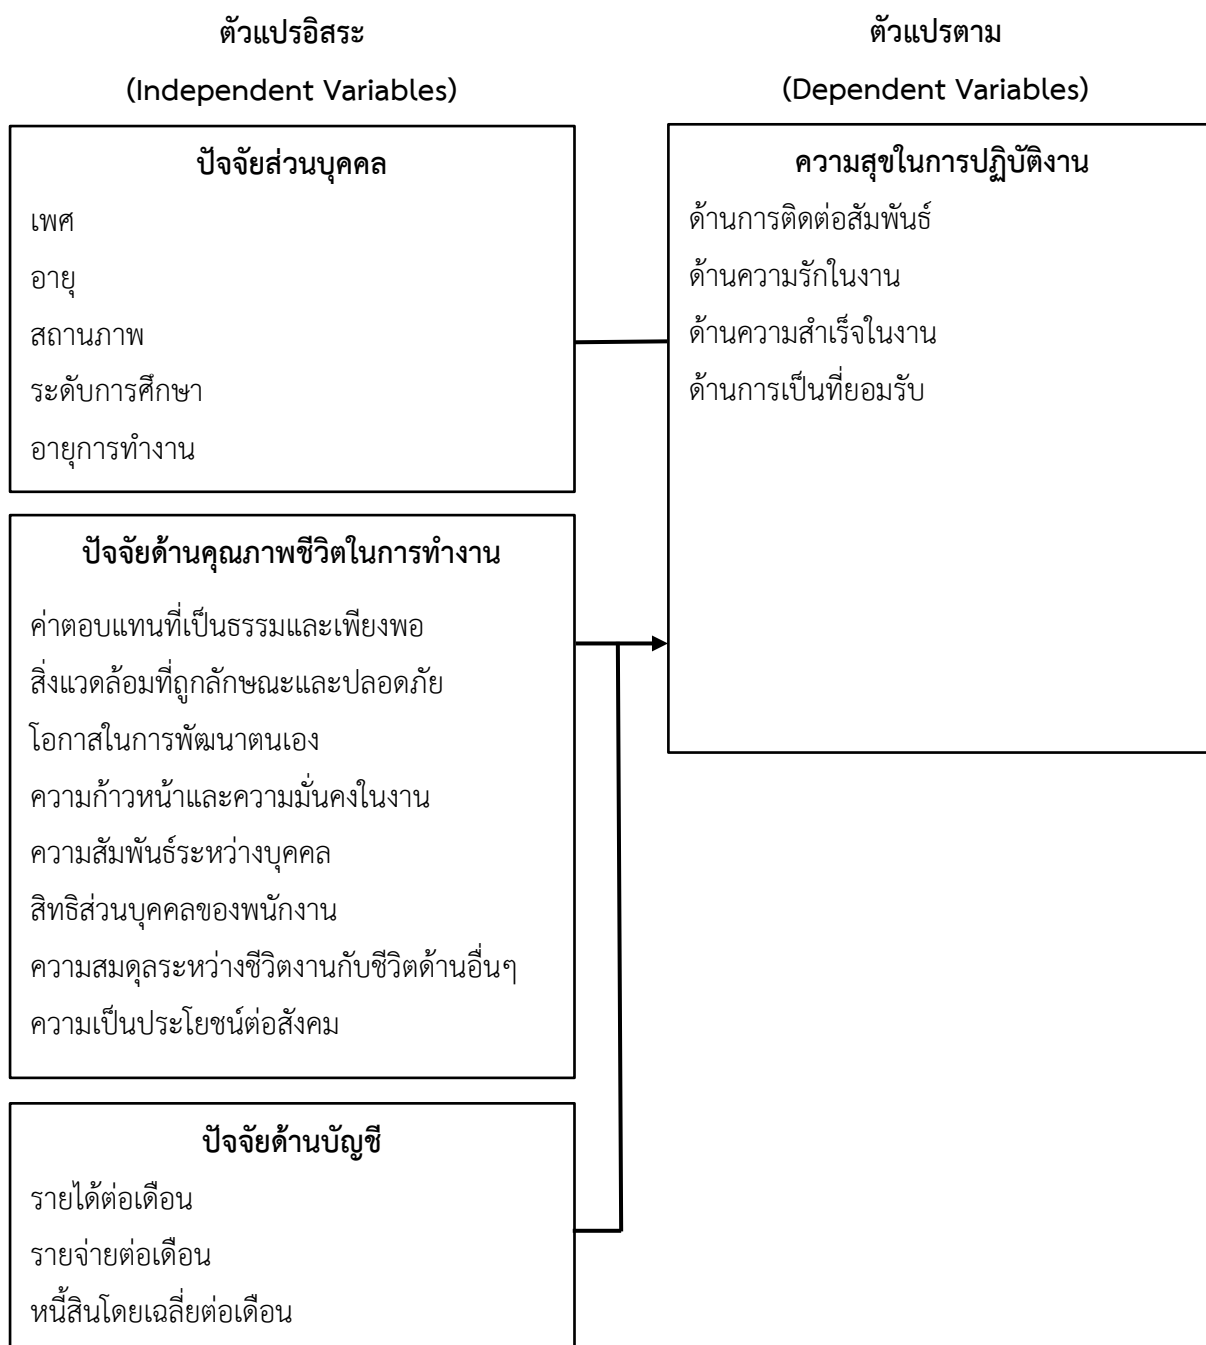 ตัวแปรอิสระ
(Independent Variables)
ตัวแปรตาม
(Dependent Variables)
ปัจจัยส่วนบุคคล
เพศ
อายุ
สถานภาพ
ระดับการศึกษา
อายุการทำงาน
ความสุขในการปฏิบัติงาน
ด้านการติดต่อสัมพันธ์
ด้านความรักในงาน
ด้านความสำเร็จในงาน
ด้านการเป็นที่ยอมรับ
ปัจจัยด้านคุณภาพชีวิตในการทำงาน
ค่าตอบแทนที่เป็นธรรมและเพียงพอ
สิ่งแวดล้อมที่ถูกลักษณะและปลอดภัย
โอกาสในการพัฒนาตนเอง
ความก้าวหน้าและความมั่นคงในงาน
ความสัมพันธ์ระหว่างบุคคล
สิทธิส่วนบุคคลของพนักงาน
ความสมดุลระหว่างชีวิตงานกับชีวิตด้านอื่นๆ
ความเป็นประโยชน์ต่อสังคม
ปัจจัยด้านบัญชี
รายได้ต่อเดือน
รายจ่ายต่อเดือน
หนี้สินโดยเฉลี่ยต่อเดือน